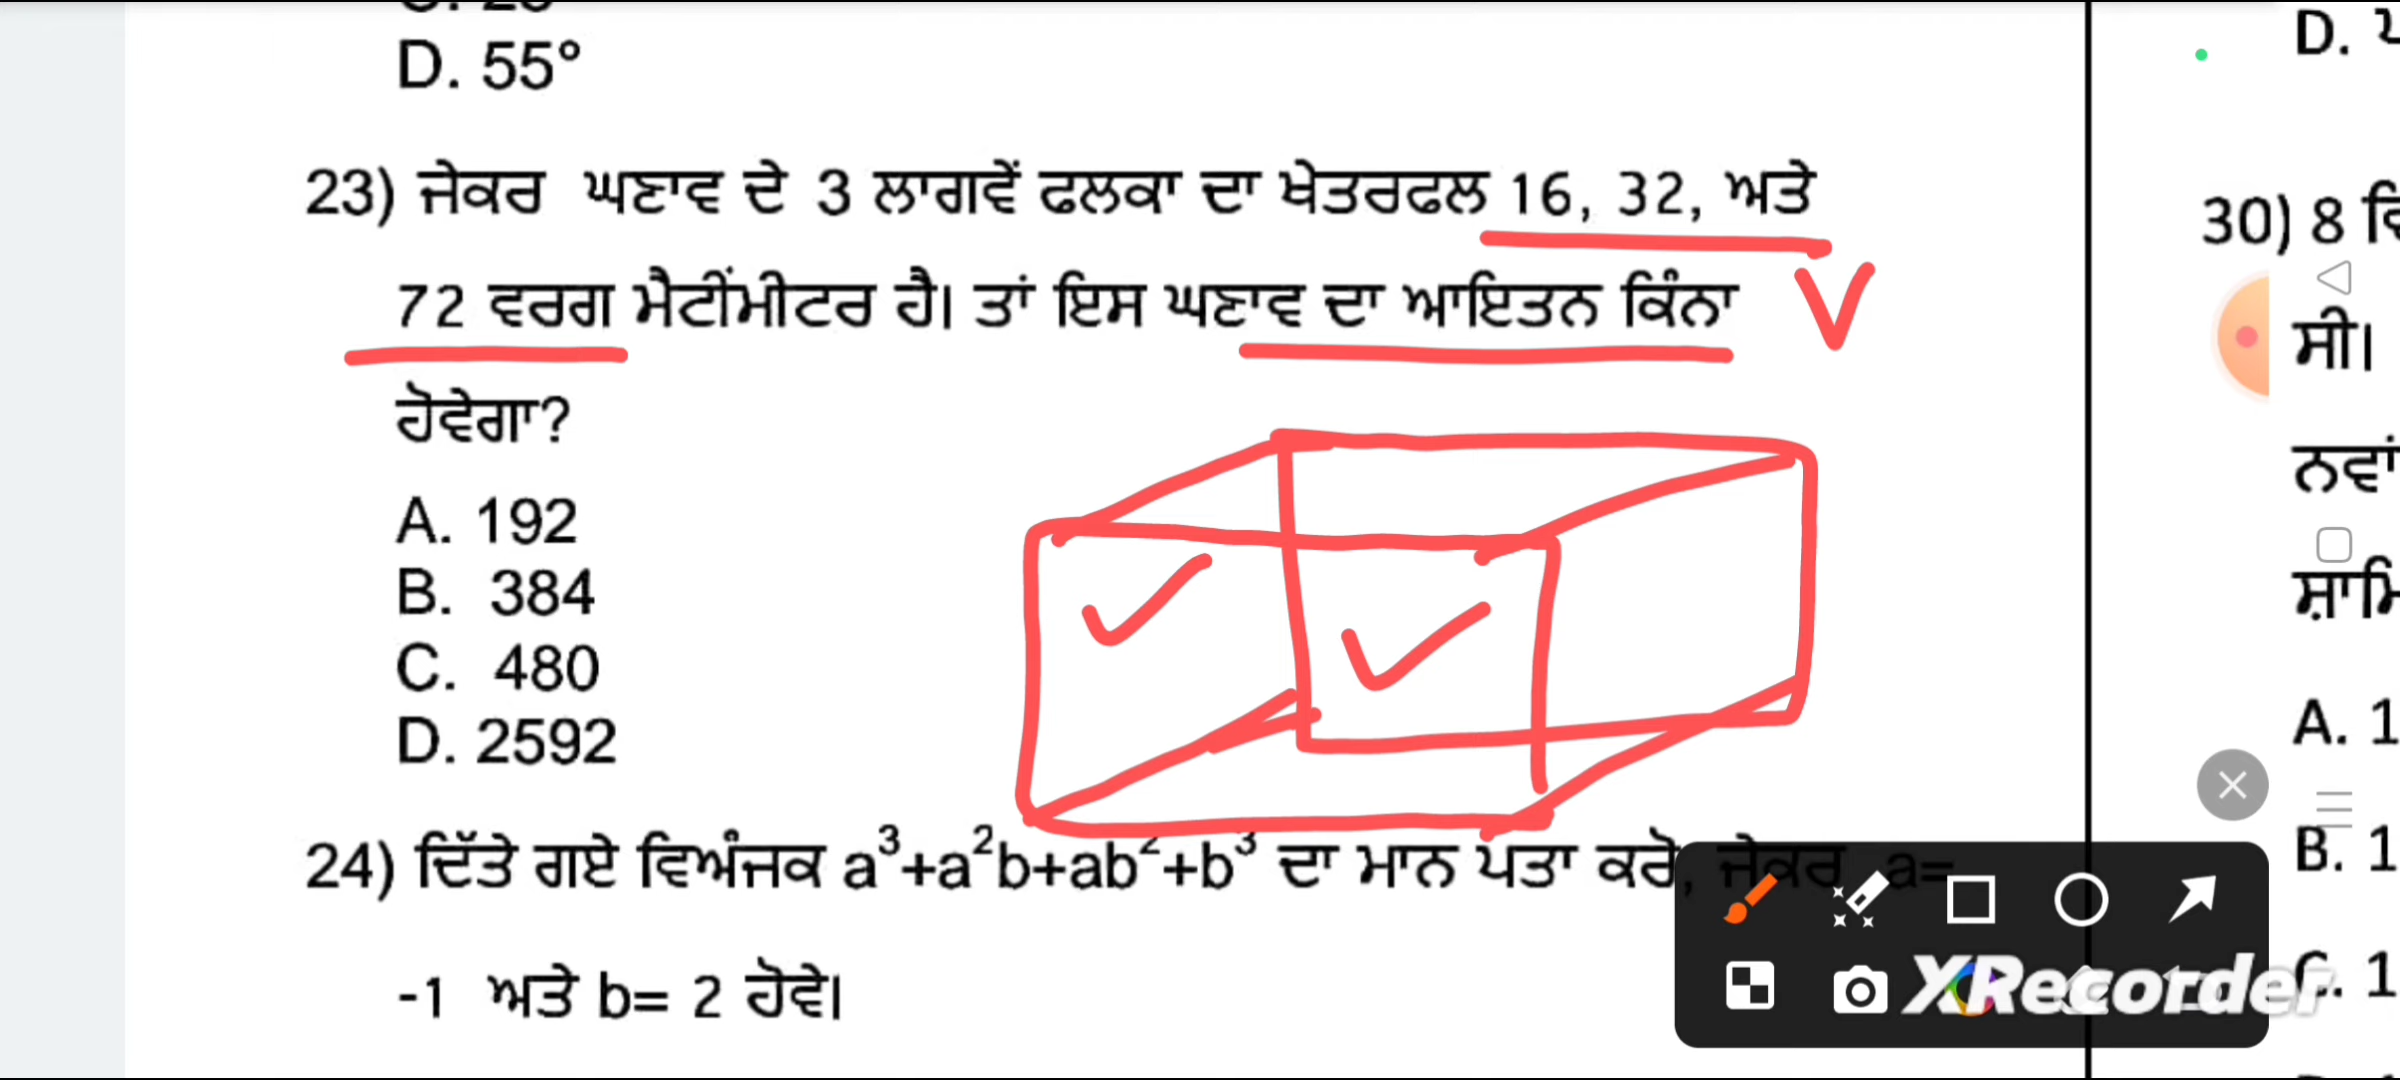 D. 55°
23) ਜੇਕਰ ਘਣਾਵ ਦੇ 3 ਲਾਗਵੇਂ ਫਲਕਾ ਦਾ ਖੇਤਰਫਲ 16, 32, ਅਤੇ
72 ਵਰਗ ਮੈਟੀਂਮੀਟਰ ਹੈ। ਤਾਂ ਇਸ ਘਣਾਵ ਦਾ ਆਇਤਨ ਕਿੰਨਾ V
ਹੋਵੇਗਾ?
A. 192
B. 384
C. 480
D. 2592
24) ਦਿੱਤੇ ਗਏ ਵਿਅੰਜਕ a³+a²b+ab²+b³ ਦਾ ਮਾਨ ਪਤਾ ਕਰੋ, ਜੇਕਰ a=
-1 ਅਤੇ b= 2 ਹੋਵੇ।
D.
30) 8
ਸੀ।
ਨਵਾਂ
A. 1
B. 1
C. 1
XRecorder